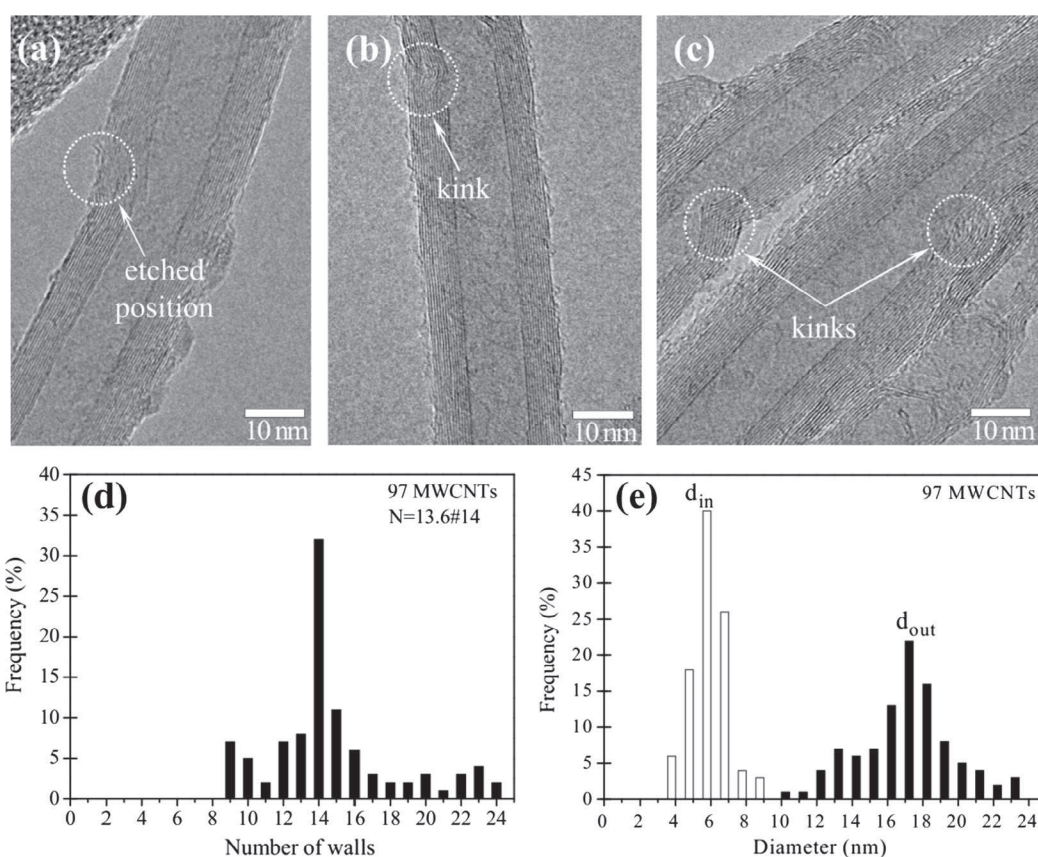 (a)
etched
position
10 nm
(b)
kink
10 nm
(c)
kinks
10 nm
(d)
97 MWCNTs
N=13.6#14
Frequency (%)
40
35
30
25
20
15
10
5
0
0 2 4 6 8 10 12 14 16 18 20 22 24
Number of walls
(e)
97 MWCNTs
d in
d out
Frequency (%)
45
40
35
30
25
20
15
10
5
0
0 2 4 6 8 10 12 14 16 18 20 22 24
Diameter (nm)